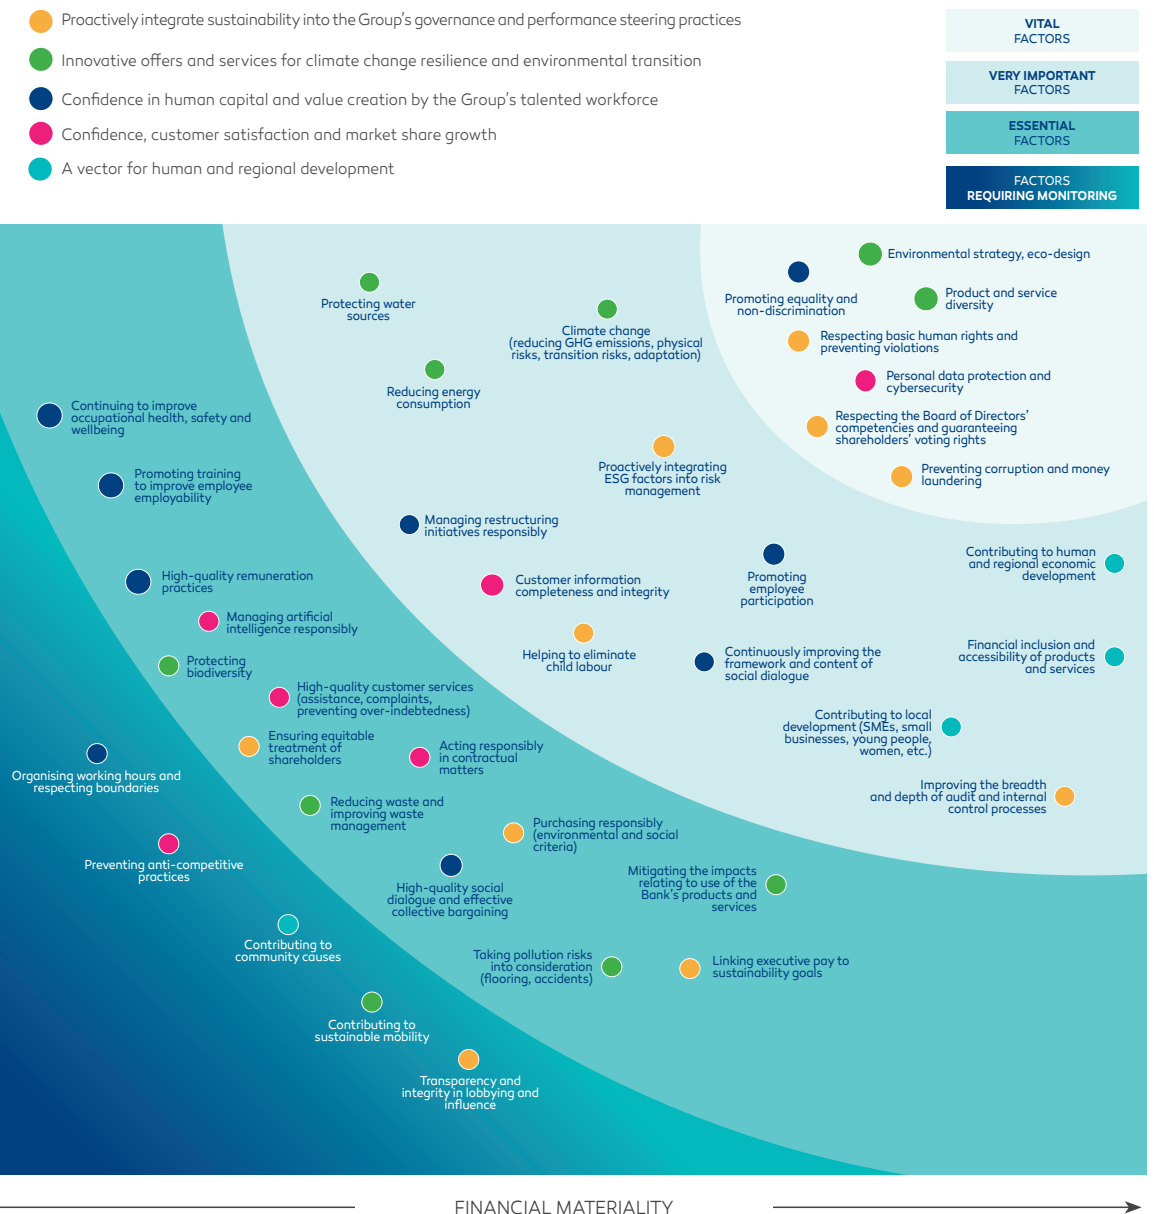 Proactively integrate sustainability into the Group's governance and performance steering practices
Innovative offers and services for climate change resilience and environmental transition
Confidence in human capital and value creation by the Group's talented workforce
Confidence, customer satisfaction and market share growth
A vector for human and regional development
VITAL
FACTORS
VERY IMPORTANT
FACTORS
ESSENTIAL
FACTORS
FACTORS
REQUIRING MONITORING
Environmental strategy, eco-design
Promoting equality and
non-discrimination
Product and service
diversity
Protecting water
sources
Climate change
(reducing GHG emissions, physical
risks, transition risks, adaptation)
Respecting basic human rights and
preventing violations
Personal data protection and
cybersecurity
Reducing energy
consumption
Respecting the Board of Directors'
competencies and guaranteeing
shareholders' voting rights
Continuing to improve
occupational health, safety and
wellbeing
Proactively integrating
ESG factors into risk
management
Preventing corruption and money
laundering
Promoting training
to improve employee
employability
Managing restructuring
initiatives responsibly
Contributing to human
and regional economic
development
Promoting
employee
participation
High-quality remuneration
practices
Customer information
completeness and integrity
Managing artificial
intelligence responsibly
Helping to eliminate
child labour
Continuously improving the
framework and content of
social dialogue
Financial inclusion and
accessibility of products
and services
Protecting
biodiversity
High-quality customer services
(assistance, complaints,
preventing over-indebtedness)
Contributing to local
development (SMEs, small
businesses, young people,
women, etc.)
Ensuring equitable
treatment of
shareholders
Acting responsibly
in contractual
matters
Organising working hours and
respecting boundaries
Improving the breadth
and depth of audit and internal
control processes
Reducing waste and
improving waste
management
Purchasing responsibly
(environmental and social
criteria)
Preventing anti-competitive
practices
High-quality social
dialogue and effective
collective bargaining
Mitigating the impacts
relating to use of the
Bank's products and
services
Contributing to
community causes
Taking pollution risks
into consideration
(flooring, accidents)
Linking executive pay to
sustainability goals
Contributing to
sustainable mobility
Transparency and
integrity in lobbying and
influence
FINANCIAL MATERIALITY